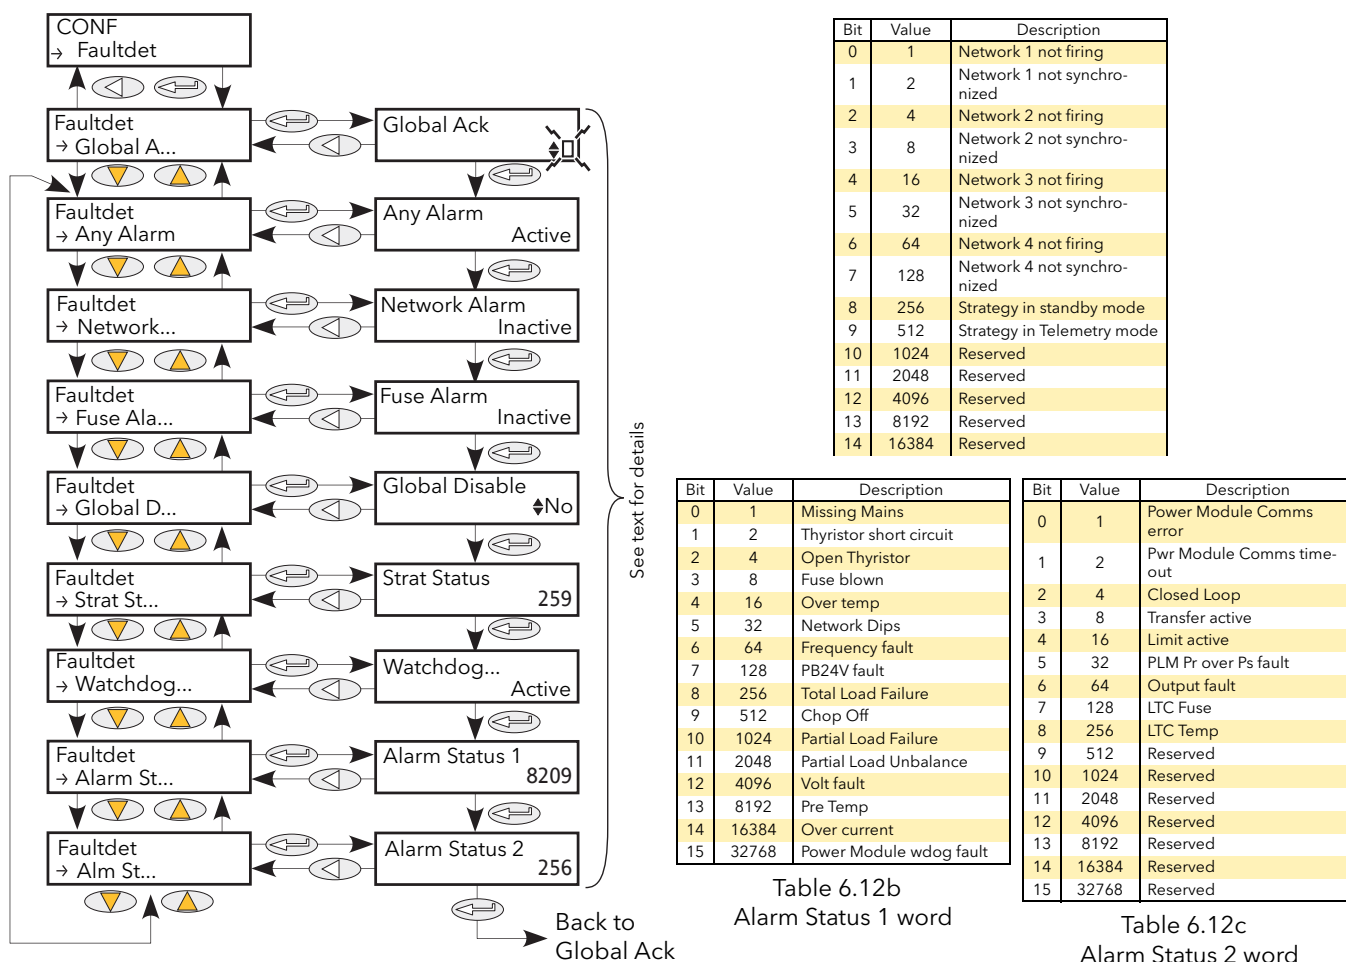 CONF
→ Faultdet
Faultdet
→ Global A...
Global Ack
Faultdet
→ Any Alarm
Any Alarm
Active
Faultdet
→ Network...
Network Alarm
Inactive
Faultdet
→ Fuse Ala...
Fuse Alarm
Inactive
Faultdet
→ Global D...
Global Disable
No
Faultdet
→ Strat St...
Strat Status
259
Faultdet
→ Watchdog...
Watchdog...
Active
Faultdet
→ Alarm St...
Alarm Status 1
8209
Faultdet
→ Alm St...
Alarm Status 2
256
Back to
Global Ack
See text for details
Bit Value Description
0 1 Network 1 not firing
1 2 Network 1 not synchro-
nized
2 4 Network 2 not firing
3 8 Network 2 not synchro-
nized
4 16 Network 3 not firing
5 32 Network 3 not synchro-
nized
6 64 Network 4 not firing
7 128 Network 4 not synchro-
nized
8 256 Strategy in standby mode
9 512 Strategy in Telemetry mode
10 1024 Reserved
11 2048 Reserved
12 4096 Reserved
13 8192 Reserved
14 16384 Reserved
Bit Value Description
0 1 Missing Mains
1 2 Thyristor short circuit
2 4 Open Thyristor
3 8 Fuse blown
4 16 Over temp
5 32 Network Dips
6 64 Frequency fault
7 128 PB24V fault
8 256 Total Load Failure
9 512 Chop Off
10 1024 Partial Load Failure
11 2048 Partial Load Unbalance
12 4096 Volt fault
13 8192 Pre Temp
14 16384 Over current
15 32768 Power Module wdog fault
Table 6.12b
Alarm Status 1 word
Bit Value Description
0 1 Power Module Comms
error
1 2 Pwr Module Comms time-
out
2 4 Closed Loop
3 8 Transfer active
4 16 Limit active
5 32 PLM Pr over Ps fault
6 64 Output fault
7 128 LTC Fuse
8 256 LTC Temp
9 512 Reserved
10 1024 Reserved
11 2048 Reserved
12 4096 Reserved
13 8192 Reserved
14 16384 Reserved
15 32768 Reserved
Table 6.12c
Alarm Status 2 word